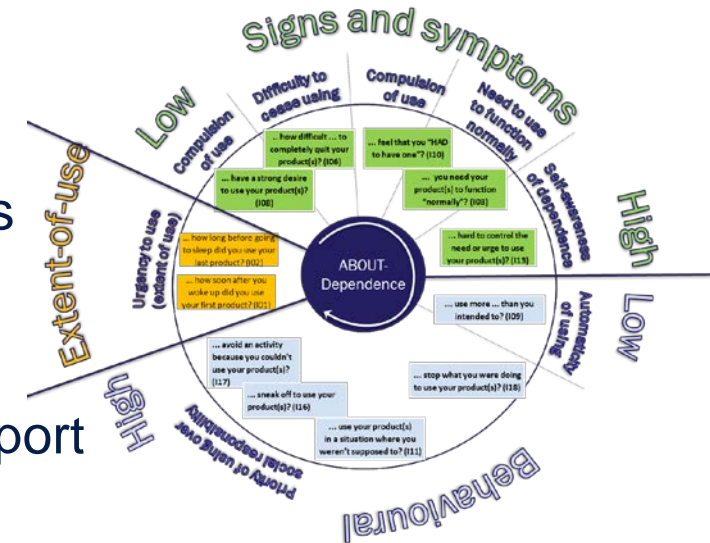 Signs and symptoms
Low
Compulsion
of use
Difficulty to
cease using
Compulsion
of use
Need to use
to function
normally
Self-awareness
of dependence
High
... how difficult ... to
completely quit your
product(s)? (I06)
... have a strong desire
to use your product(s)?
(I08)
... feel that you "HAD
to have one"? (I10)
... you need your
product(s) to function
"normally"? (I03)
... hard to control the
need or urge to use
your product(s)? (I19)
s
Extent-of-use
Urgency to use
(extent of use)
... how long before going
to sleep did you use your
last product? (I02)
... how soon after you
woke up did you use
your first product? (I01)
ABOUT-
Dependence
Low
Automaticity
of using
... use more ... than you
intended to? (I09)
... stop what you were doing
to use your product(s)? (I18)
... avoid an activity
because you couldn't
use your product(s)?
(I17)
... sneak off to use your
product(s)? (I16)
... use your product(s)
in a situation where you
weren't supposed to? (I11)
High
port
Priority of using over
social responsibility
Behavioural